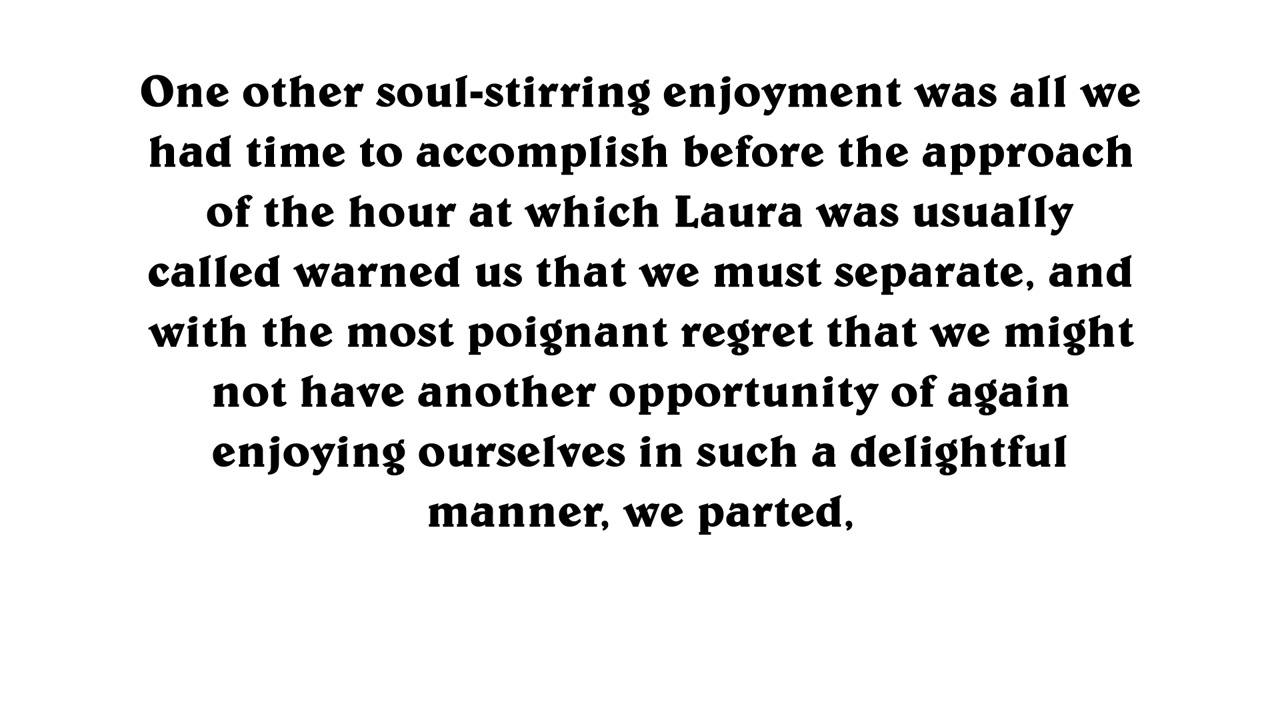 One other soul-stirring enjoyment was all we
had time to accomplish before the approach
of the hour at which Laura was usually
called warned us that we must separate, and
with the most poignant regret that we might
not have another opportunity of again
enjoying ourselves in such a delightful
manner, we parted,